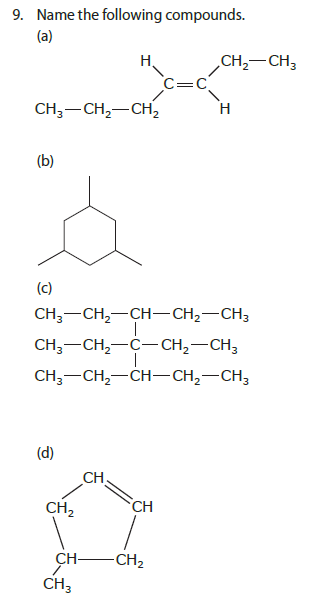 9. Name the following compounds.
(a)
H CH₂—CH₃
C=C
CH₃—CH₂—CH₂ H
(b)
(c)
CH₃—CH₂—CH—CH₂—CH₃
CH₃—CH₂—C—CH₂—CH₃
CH₃—CH₂—CH—CH₂—CH₃
(d)
CH
CH₂ CH
CH—CH₂
CH₃